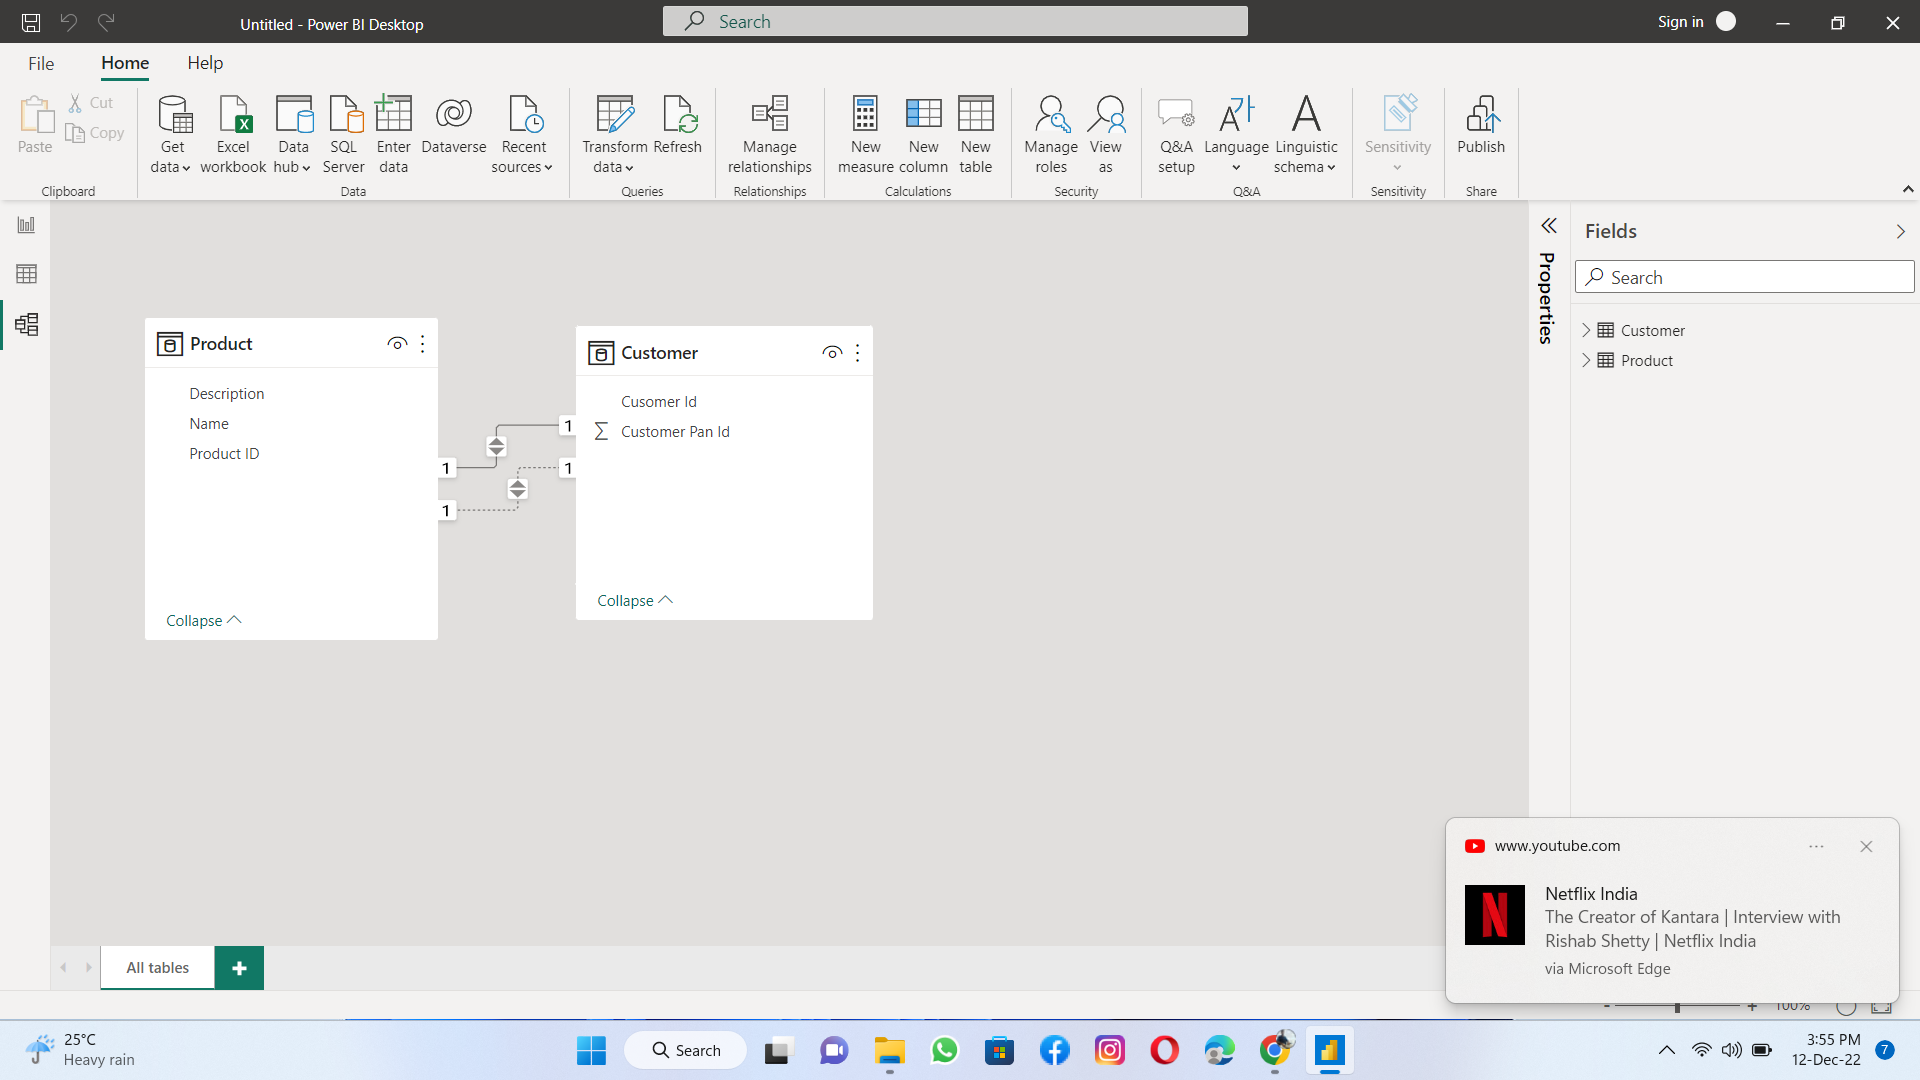 Untitled - Power BI Desktop
Search
Sign in
File
Home
Help
Paste
Cut
Copy
Clipboard
Get data
Excel workbook
Data hub
SQL Server
Enter data
Dataverse
Recent sources
Data
Transform data
Refresh
Queries
Manage relationships
Relationships
New measure
New column
New table
Calculations
Manage roles
View as
Security
Q&A setup
Language
Linguistic schema
Q&A
Sensitivity
Sensitivity
Publish
Share
Product
Description
Name
Product ID
Collapse
1
1
1
1
Customer
Cusomer Id
Customer Pan Id
Collapse
Properties
Fields
Search
Customer
Product
www.youtube.com
Netflix India
The Creator of Kantara | Interview with
Rishab Shetty | Netflix India
via Microsoft Edge
All tables
100%
25°C
Heavy rain
Search
3:55 PM
12-Dec-22
7